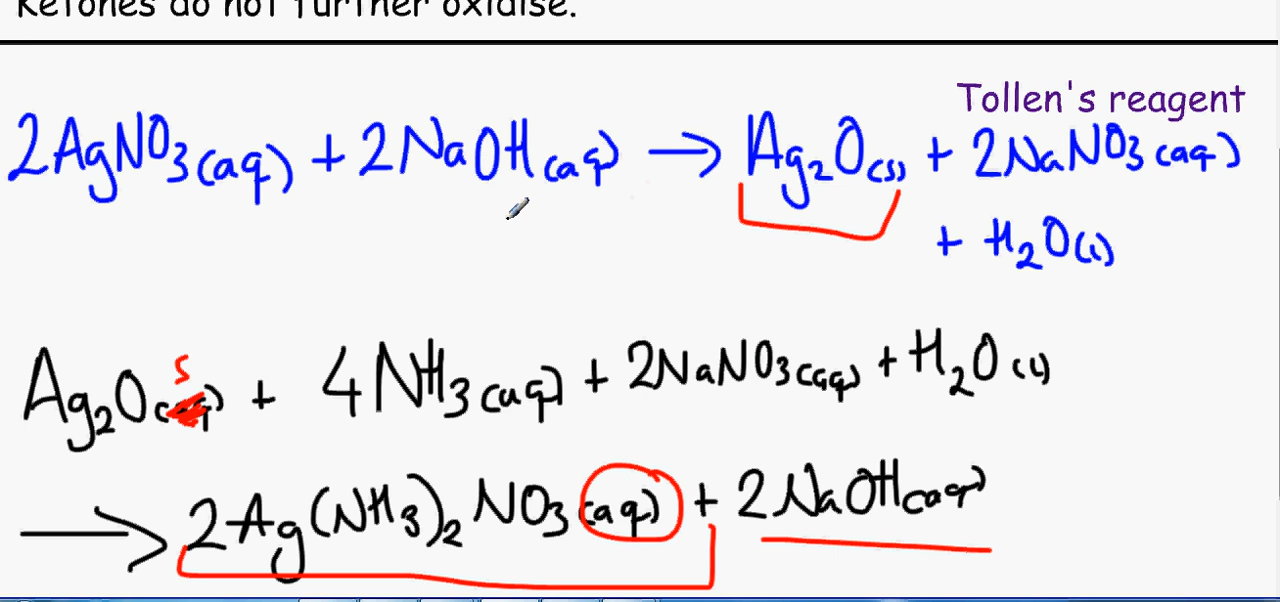 Ketones do not further oxidise.
Tollen's reagent
2AgNO₃(aq) + 2NaOH(aq) → Ag₂O(s) + 2NaNO₃(aq)
+ H₂O(l)
Ag₂O(s) + 4NH₃(aq) + 2NaNO₃(aq) + H₂O(l)
→ 2Ag(NH₃)₂NO₃(aq) + 2NaOH(aq)